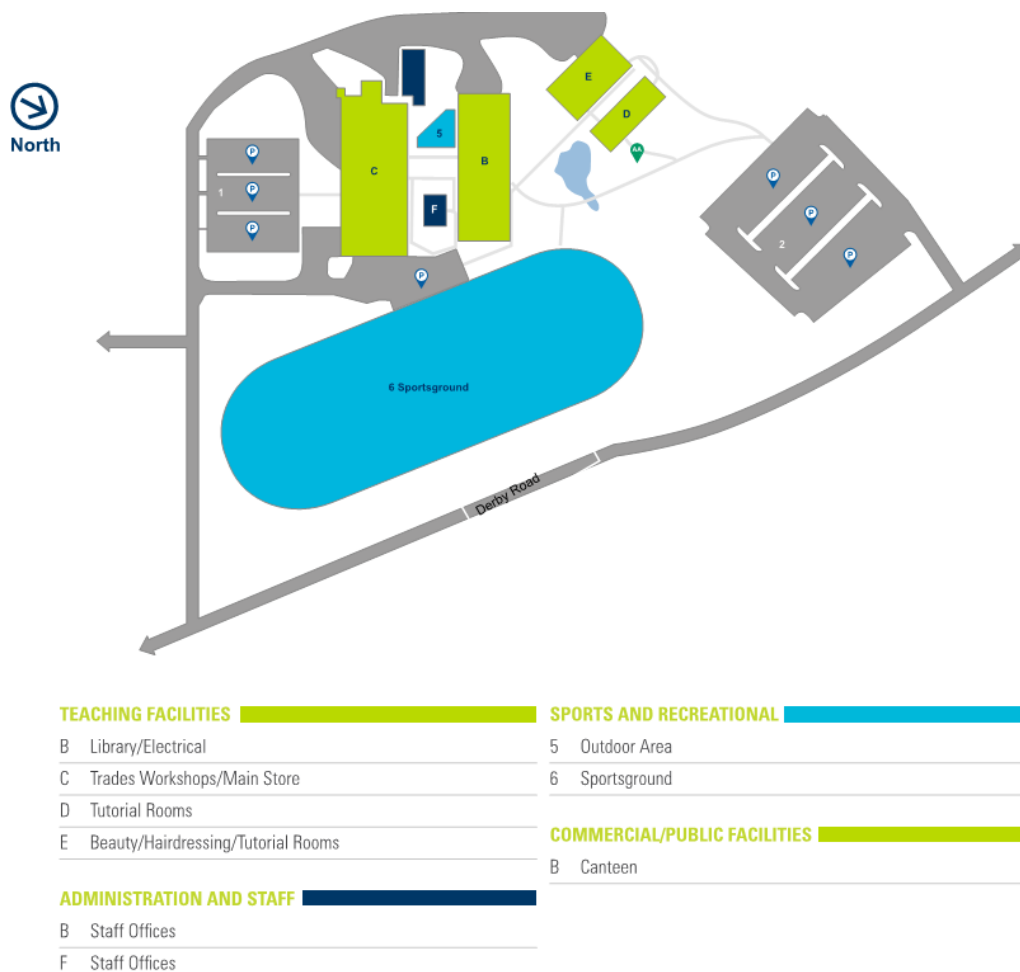 E
D
AA
North
5
P
C
B
P
1
P
F
P
P
P
2
P
P
6 Sportsground
Derby Road
TEACHING FACILITIES
B Library/Electrical
C Trades Workshops/Main Store
D Tutorial Rooms
E Beauty/Hairdressing/Tutorial Rooms
ADMINISTRATION AND STAFF
B Staff Offices
F Staff Offices
SPORTS AND RECREATIONAL
5 Outdoor Area
6 Sportsground
COMMERCIAL/PUBLIC FACILITIES
B Canteen